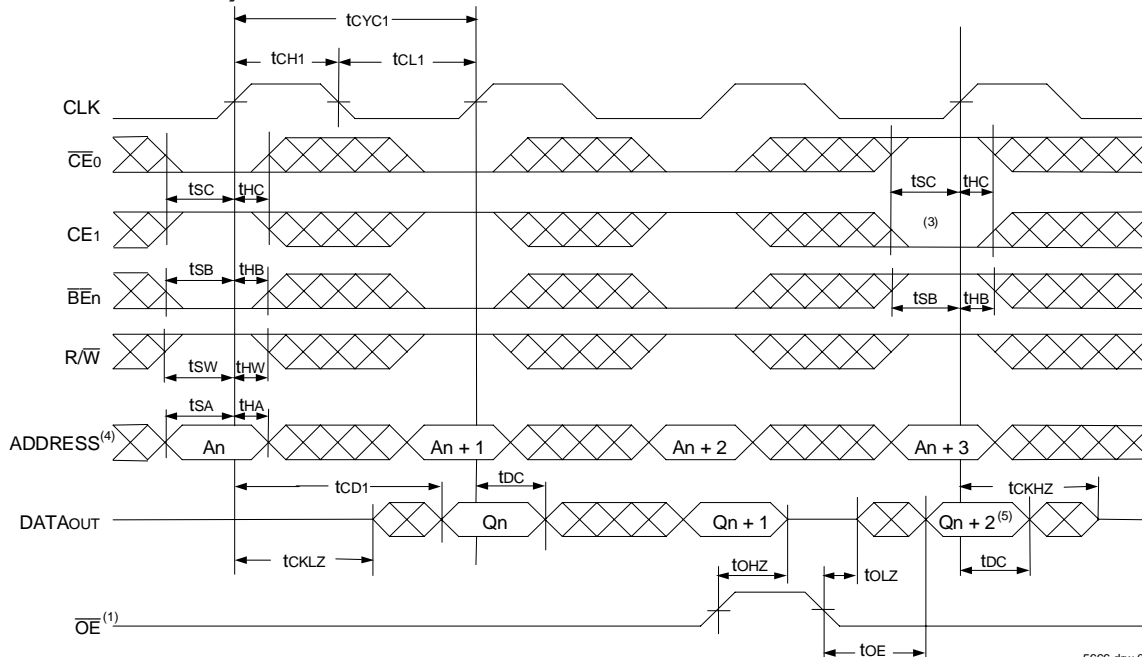 tCYC1
tCH1 tCL1
CLK
CE0
tSC tHC tSC tHC
CE1 (3)
tSB tHB
BEn
tSB tHB
R/W
tSW tHW
tSA tHA
ADDRESS(4) An An + 1 An + 2 An + 3
tCD1 tDC tCKHZ
DATAOUT Qn Qn + 1 Qn + 2(5)
tCKLZ tOHZ tOLZ tDC
OE(1)
tOE